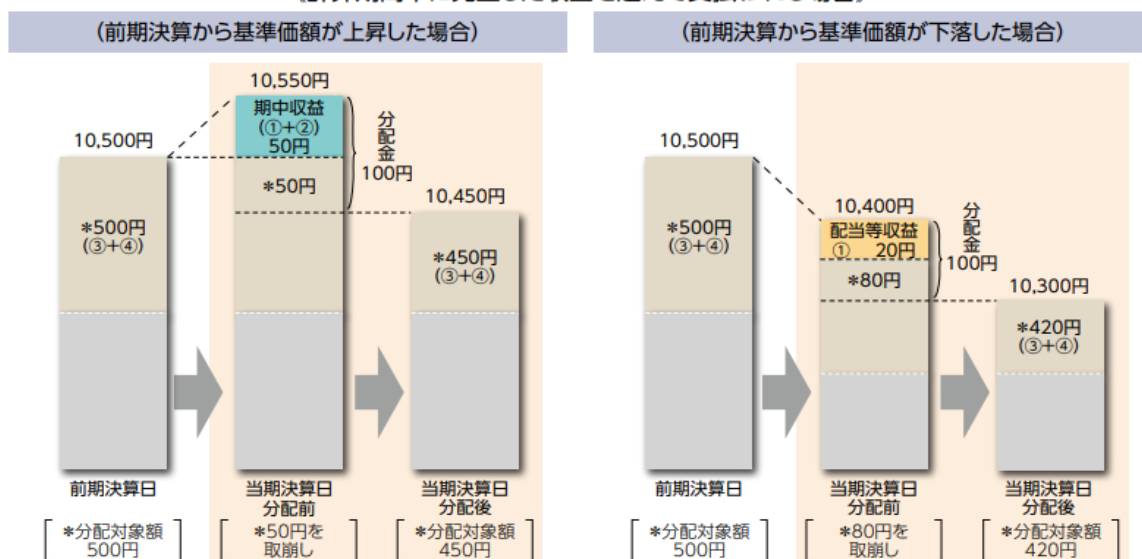 (前期決算から基準価額が上昇した場合)
10,550円
期中収益
(①+②)
50円
分配金
100円
10,500円
*50円
10,450円
*500円
(③+④)
*450円
(③+④)
前期決算日
当期決算日
分配前
当期決算日
分配後
*分配対象額
500円
*50円を
取崩し
*分配対象額
450円
(前期決算から基準価額が下落した場合)
10,500円
*500円
(③+④)
10,400円
配当等収益
① 20円
分配金
100円
*80円
10,300円
*420円
(③+④)
前期決算日
当期決算日
分配前
当期決算日
分配後
*分配対象額
500円
*80円を
取崩し
*分配対象額
420円